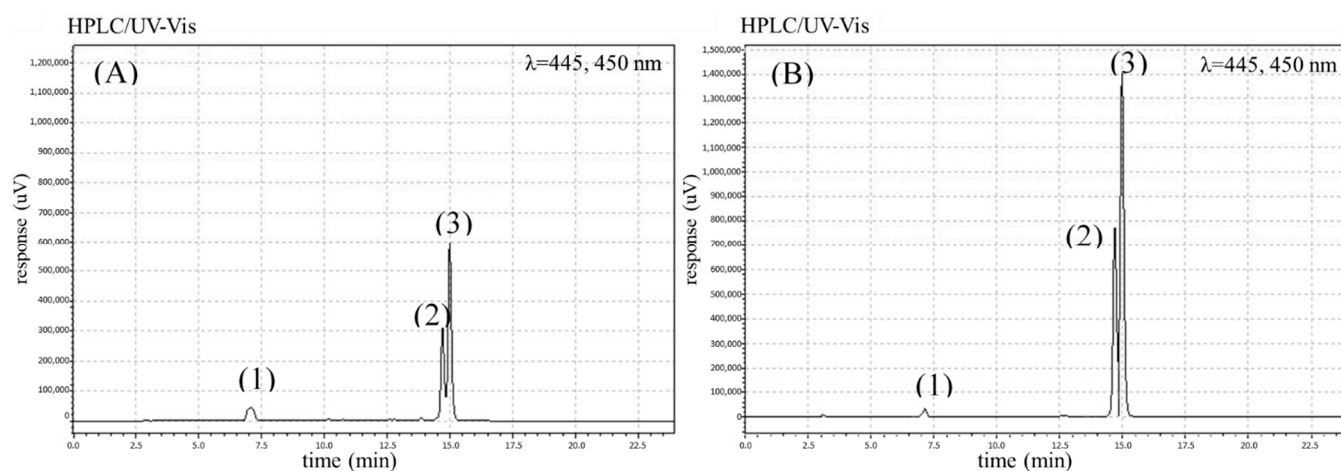 HPLC/UV-Vis
(A)
λ=445, 450 nm
response (uV)
1,200,000
1,100,000
1,000,000
900,000
800,000
700,000
600,000
500,000
400,000
300,000
200,000
100,000
0
(1)
(2)
(3)
0.0 2.5 5.0 7.5 10.0 12.5 15.0 17.5 20.0 22.5
time (min)
HPLC/UV-Vis
(B)
λ=445, 450 nm
response (uV)
1,500,000
1,400,000
1,300,000
1,200,000
1,100,000
1,000,000
900,000
800,000
700,000
600,000
500,000
400,000
300,000
200,000
100,000
0
(1)
(2)
(3)
0.0 2.5 5.0 7.5 10.0 12.5 15.0 17.5 20.0 22.5
time (min)